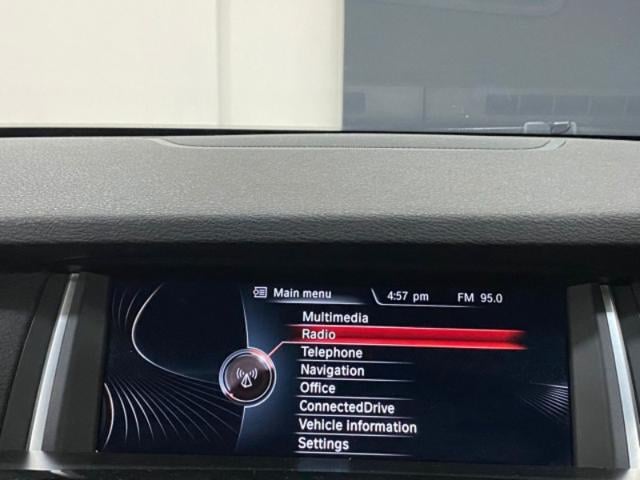 Main menu 4:57 pm FM 95.0
Multimedia
Radio
Telephone
Navigation
Office
ConnectedDrive
Vehicle information
Settings